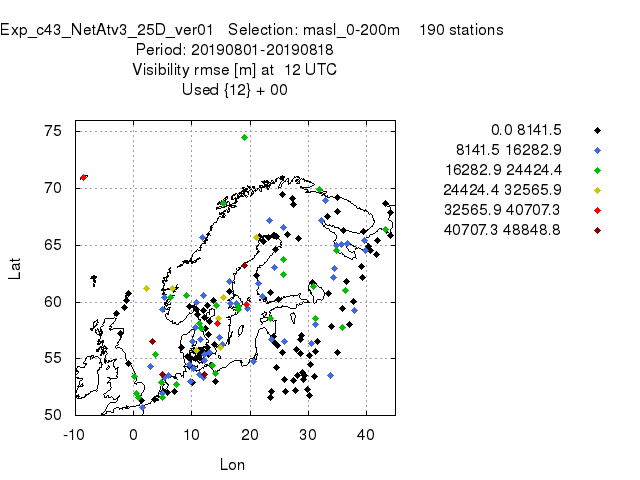 Exp_c43_NetAtv3_25D_ver01 Selection: masl_0-200m 190 stations
Period: 20190801-20190818
Visibility rmse [m] at 12 UTC
Used {12} + 00
0.0 8141.5
8141.5 16282.9
16282.9 24424.4
24424.4 32565.9
32565.9 40707.3
40707.3 48848.8
75
70
65
60
55
50
Lat
-10 0 10 20 30 40
Lon